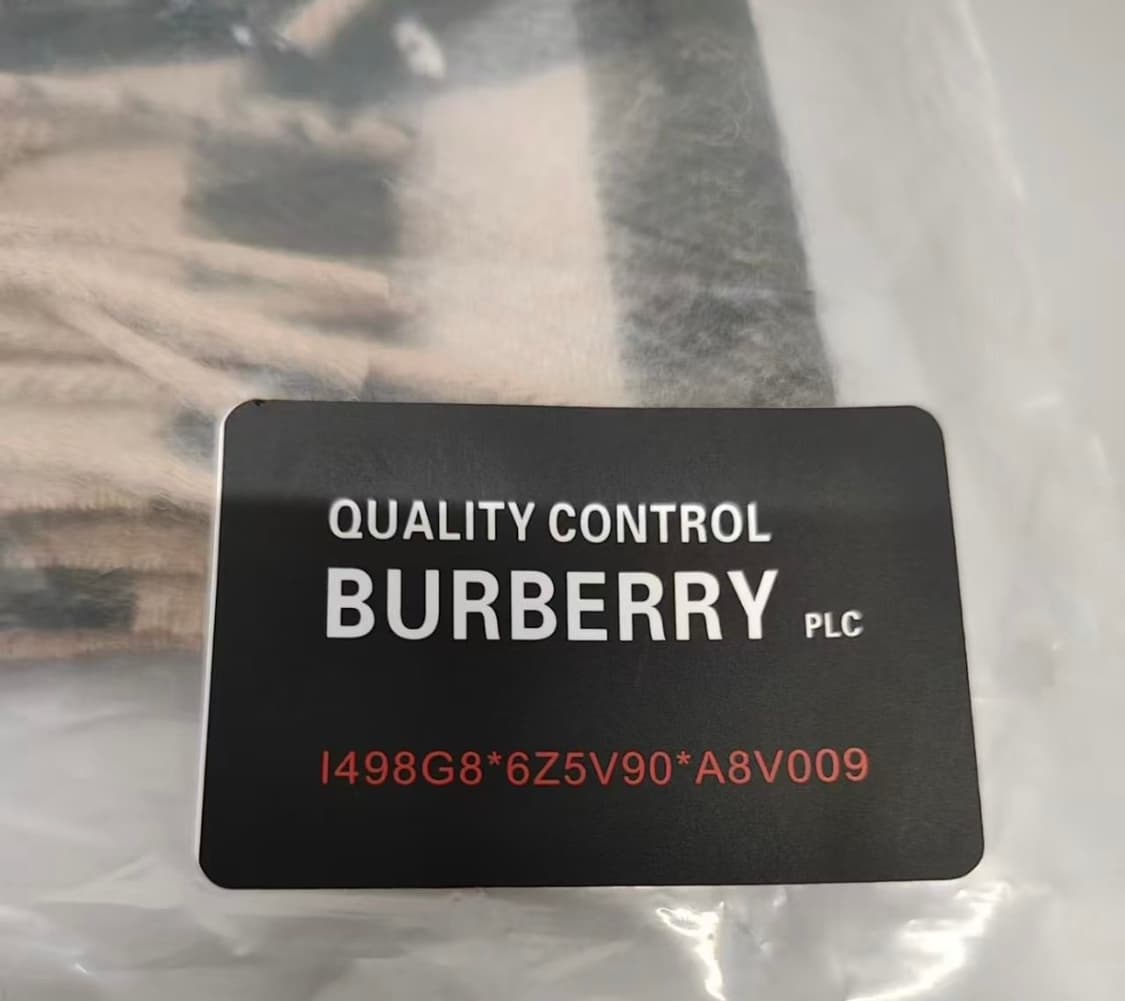 QUALITY CONTROL
BURBERRY PLC
I498G8*6Z5V90*A8V009